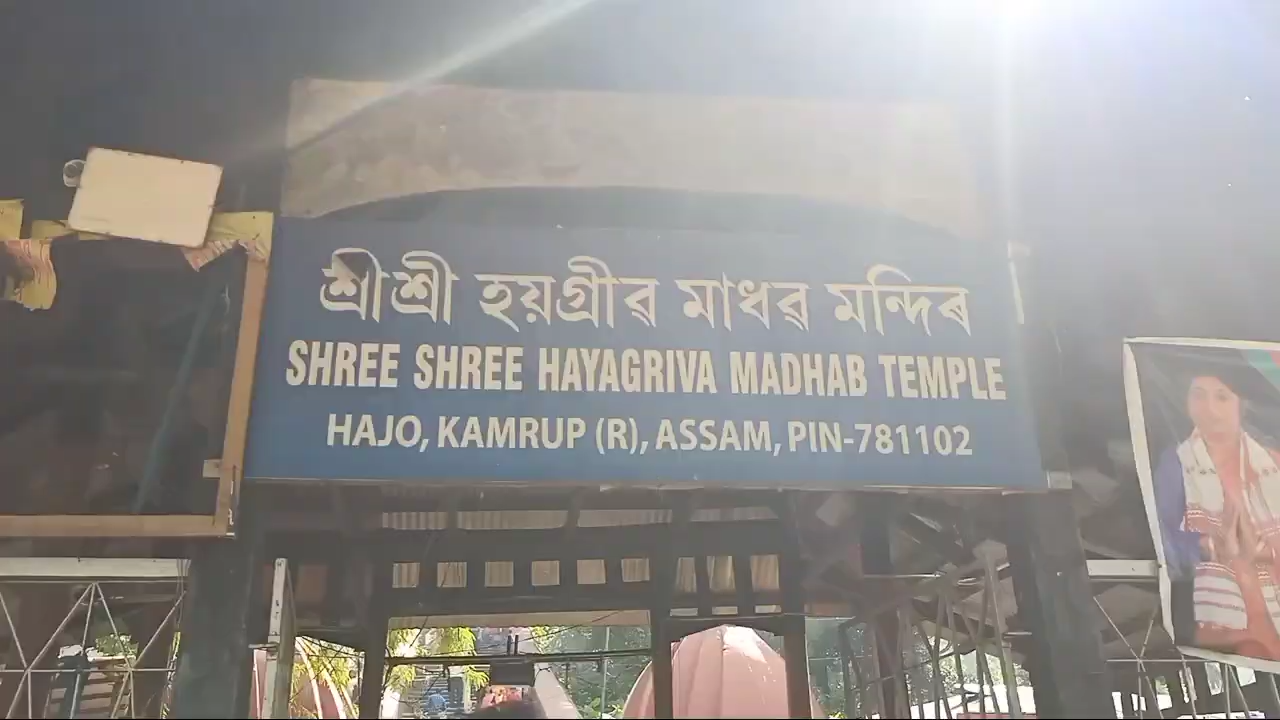 শ্ৰীশ্ৰী হয়গ্ৰীৱ মাধৱ মন্দিৰ
SHREE SHREE HAYAGRIVA MADHAB TEMPLE
HAJO, KAMRUP (R), ASSAM, PIN-781102